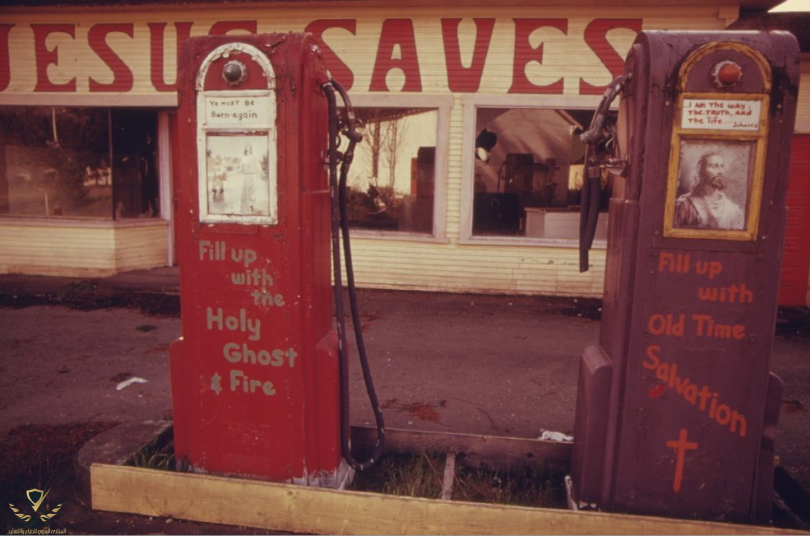 JESUS SAVES
Ye must Be
Born-again
Fill up
with
the
Holy
Ghost
& Fire
I am the way,
the truth, and
the life...
Fill up
with
Old Time
Salvation